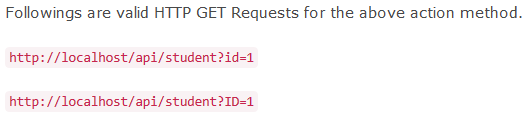 Followings are valid HTTP GET Requests for the above action method.
http://localhost/api/student?id=1
http://localhost/api/student?ID=1